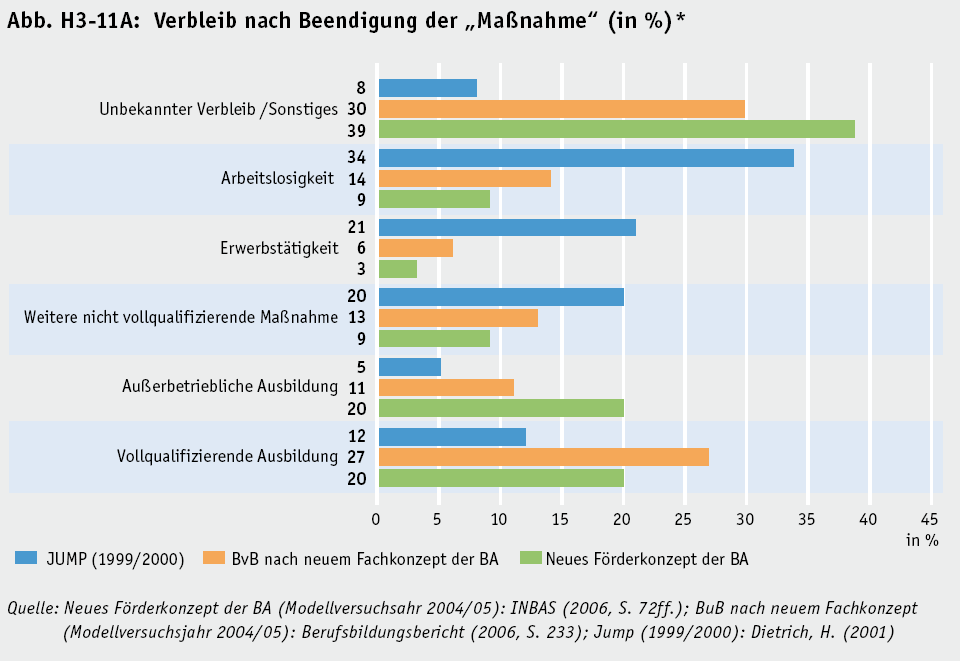 Abb. H3-11A: Verbleib nach Beendigung der „Maßnahme“ (in %)*
8
Unbekannter Verbleib /Sonstiges 30
39
34
Arbeitslosigkeit 14
9
21
Erwerbstätigkeit 6
3
20
Weitere nicht vollqualifizierende Maßnahme 13
9
5
Außerbetriebliche Ausbildung 11
20
12
Vollqualifizierende Ausbildung 27
20
0 5 10 15 20 25 30 35 40 45
in %
JUMP (1999/2000) BvB nach neuem Fachkonzept der BA Neues Förderkonzept der BA
Quelle: Neues Förderkonzept der BA (Modellversuchsahr 2004/05): INBAS (2006, S. 72ff.); BuB nach neuem Fachkonzept
(Modellversuchsjahr 2004/05): Berufsbildungsbericht (2006, S. 233); Jump (1999/2000): Dietrich, H. (2001)